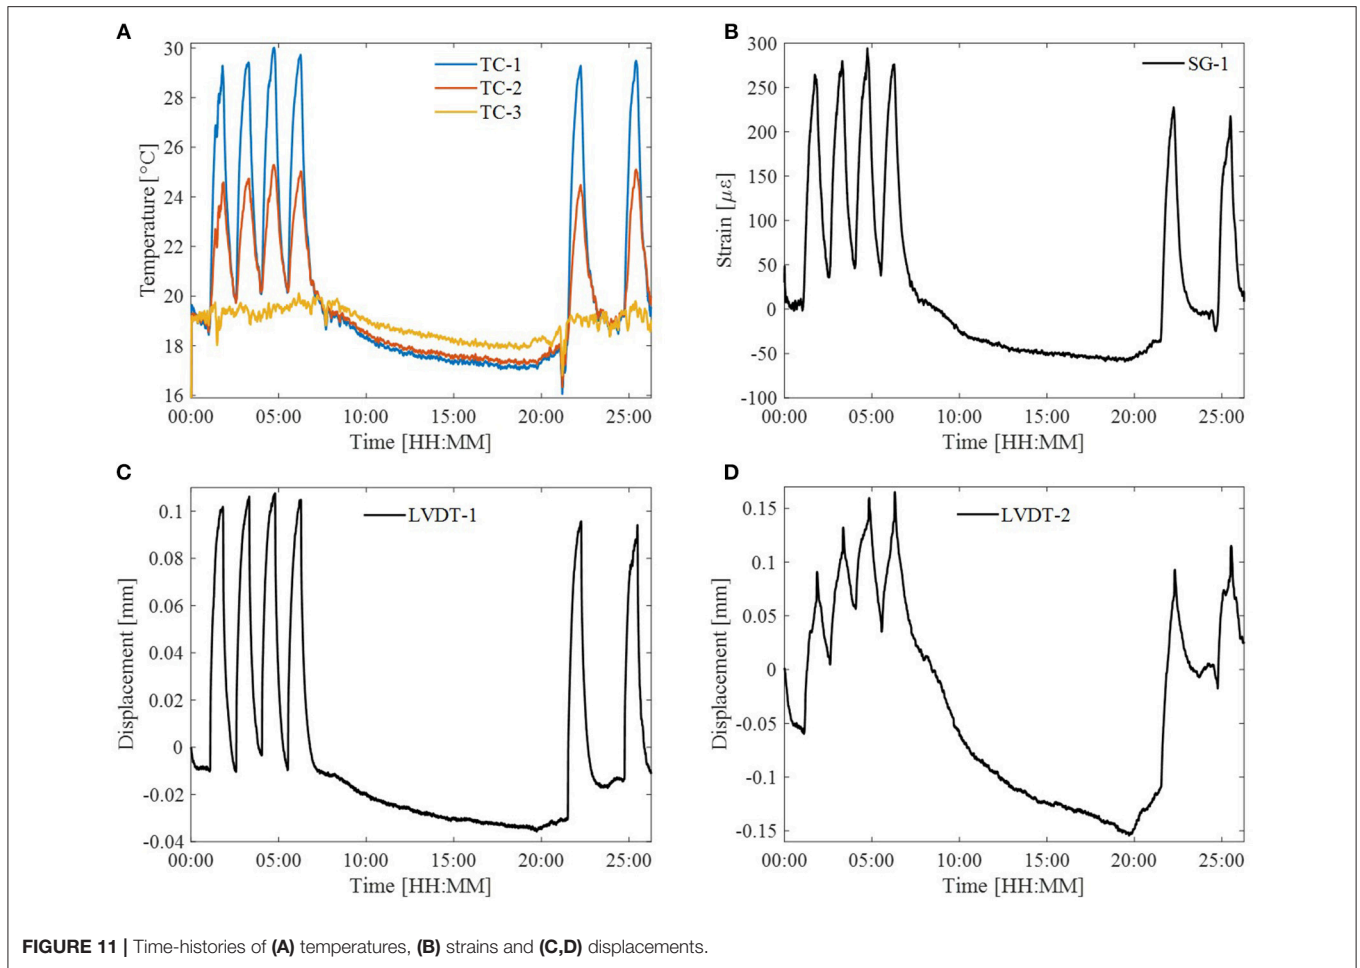 A
30
28
26
24
22
20
18
16
Temperature [°C]
TC-1
TC-2
TC-3
00:00 05:00 10:00 15:00 20:00 25:00
Time [HH:MM]
B
300
250
200
150
100
50
0
-50
-100
Strain [με]
SG-1
00:00 05:00 10:00 15:00 20:00 25:00
Time [HH:MM]
C
0.1
0.08
0.06
0.04
0.02
0
-0.02
-0.04
Displacement [mm]
LVDT-1
00:00 05:00 10:00 15:00 20:00 25:00
Time [HH:MM]
D
0.15
0.1
0.05
0
-0.05
-0.1
-0.15
Displacement [mm]
LVDT-2
00:00 05:00 10:00 15:00 20:00 25:00
Time [HH:MM]
FIGURE 11 | Time-histories of (A) temperatures, (B) strains and (C,D) displacements.